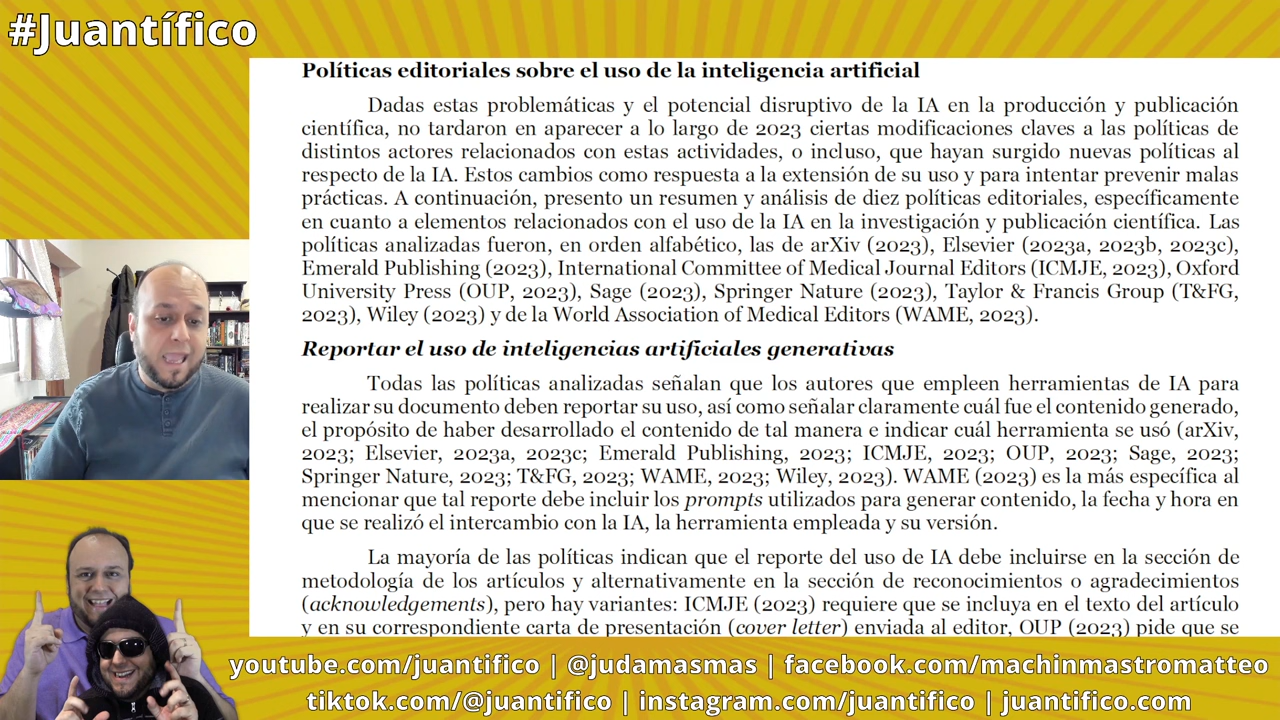 #Juantífico
Políticas editoriales sobre el uso de la inteligencia artificial
Dadas estas problemáticas y el potencial disruptivo de la IA en la producción y publicación
científica, no tardaron en aparecer a lo largo de 2023 ciertas modificaciones claves a las políticas de
distintos actores relacionados con estas actividades, o incluso, que hayan surgido nuevas políticas al
respecto de la IA. Estos cambios como respuesta a la extensión de su uso y para intentar prevenir malas
prácticas. A continuación, presento un resumen y análisis de diez políticas editoriales, específicamente
en cuanto a elementos relacionados con el uso de la IA en la investigación y publicación científica. Las
políticas analizadas fueron, en orden alfabético, las de arXiv (2023), Elsevier (2023a, 2023b, 2023c),
Emerald Publishing (2023), International Committee of Medical Journal Editors (ICMJE, 2023), Oxford
University Press (OUP, 2023), Sage (2023), Springer Nature (2023), Taylor & Francis Group (T&FG,
2023), Wiley (2023) y de la World Association of Medical Editors (WAME, 2023).
Reportar el uso de inteligencias artificiales generativas
Todas las políticas analizadas señalan que los autores que empleen herramientas de IA para
realizar su documento deben reportar su uso, así como señalar claramente cuál fue el contenido generado,
el propósito de haber desarrollado el contenido de tal manera e indicar cuál herramienta se usó (arXiv,
2023; Elsevier, 2023a, 2023c; Emerald Publishing, 2023; ICMJE, 2023; OUP, 2023; Sage, 2023;
Springer Nature, 2023; T&FG, 2023; WAME, 2023; Wiley, 2023). WAME (2023) es la más específica al
mencionar que tal reporte debe incluir los prompts utilizados para generar contenido, la fecha y hora en
que se realizó el intercambio con la IA, la herramienta empleada y su versión.
La mayoría de las políticas indican que el reporte del uso de IA debe incluirse en la sección de
metodología de los artículos y alternativamente en la sección de reconocimientos o agradecimientos
(acknowledgements), pero hay variantes: ICMJE (2023) requiere que se incluya en el texto del artículo
y en su correspondiente carta de presentación (cover letter) enviada al editor, OUP (2023) pide que se
youtube.com/juantifico | @judamasmas | facebook.com/machinmastromatteo
tiktok.com/@juantifico | instagram.com/juantifico | juantifico.com